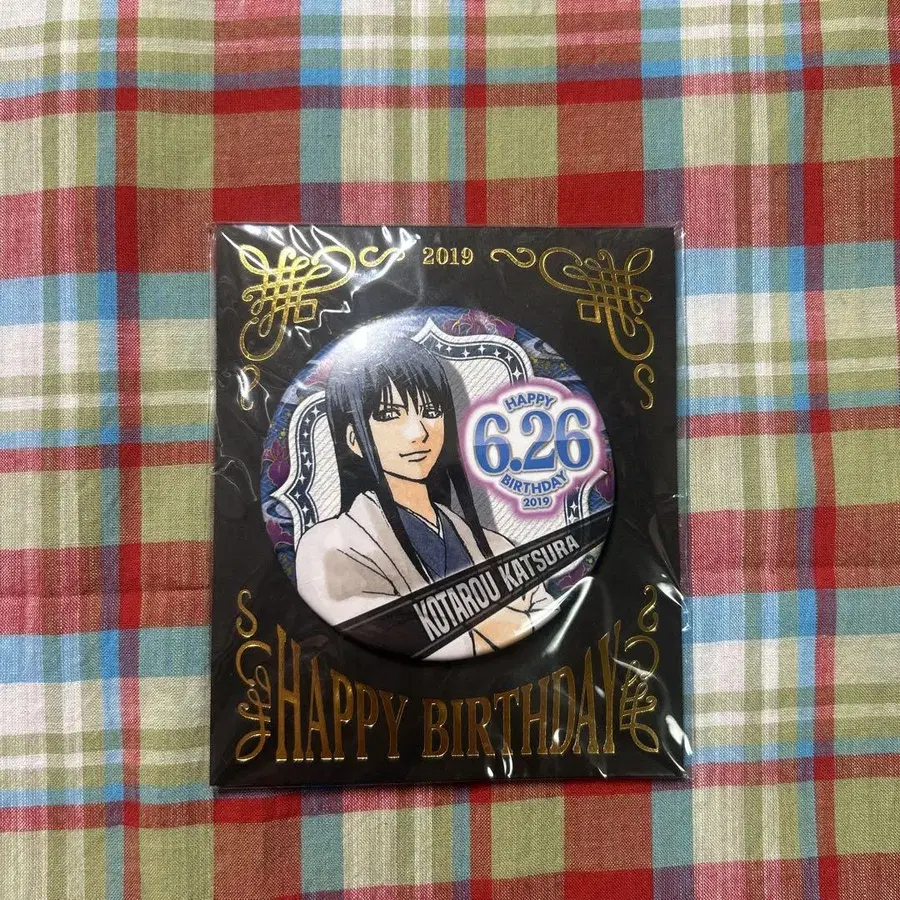 2019
HAPPY
6.26
BIRTHDAY
2019
KOTAROU KATSURA
HAPPY BIRTHDAY